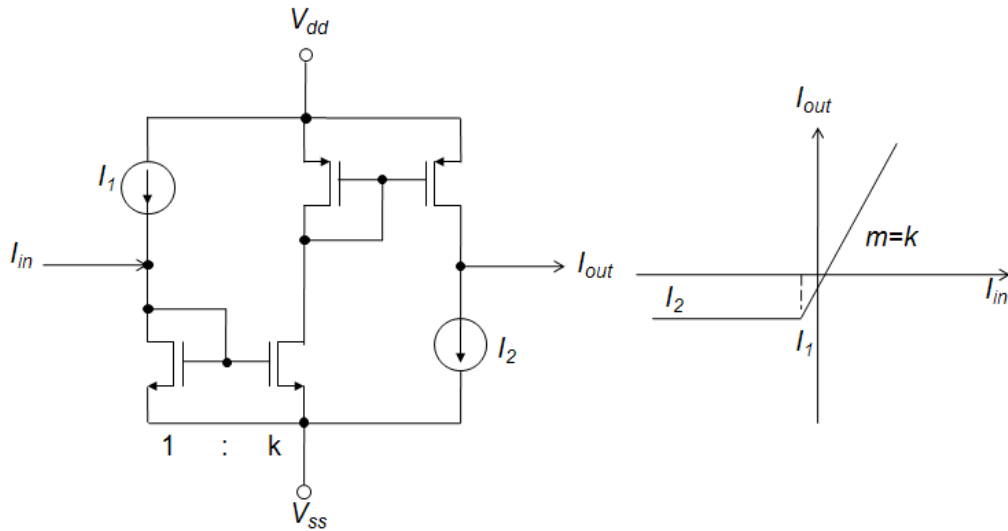 Vdd
I1
Iin
Iout
I2
1 : k
Vss
Iout
m=k
Iin
I2
I1